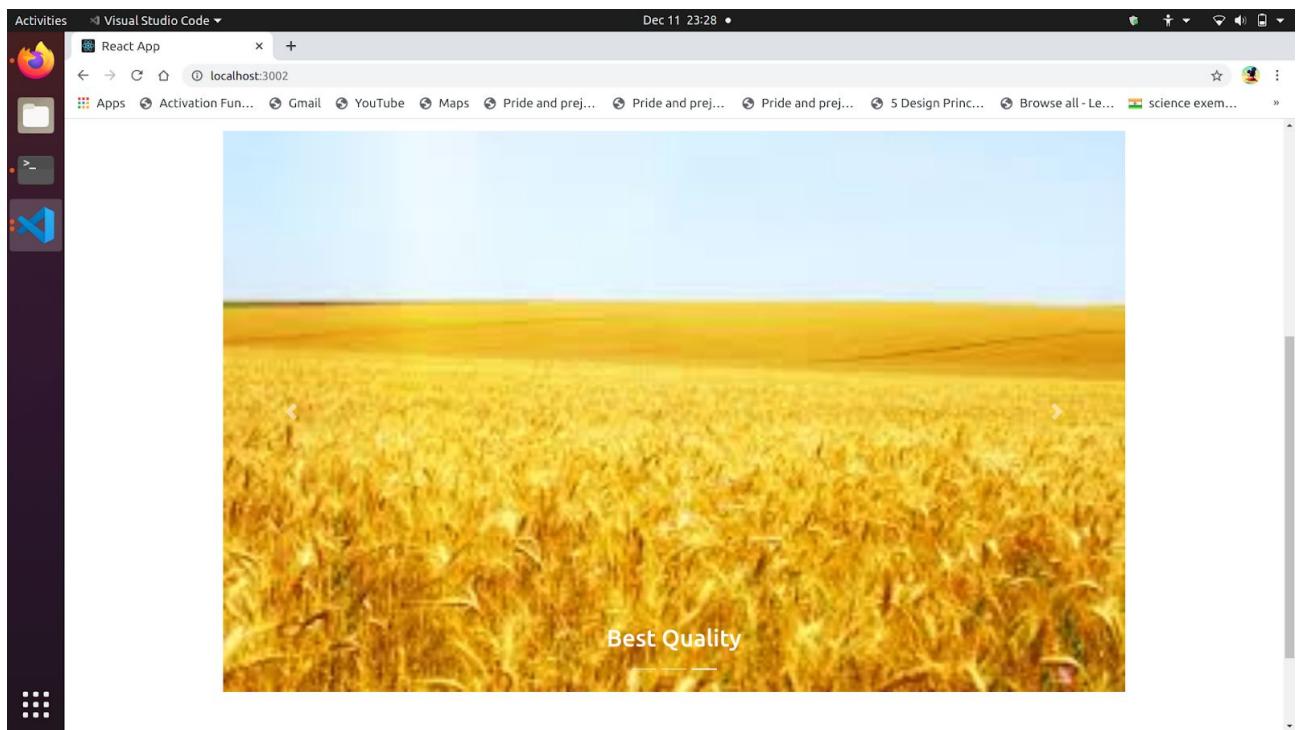 Activities Visual Studio Code Dec 11 23:28
React App
localhost:3002
Apps Activation Fun... Gmail YouTube Maps Pride and prej... Pride and prej... Pride and prej... 5 Design Princ... Browse all - Le... science exem... »
Best Quality